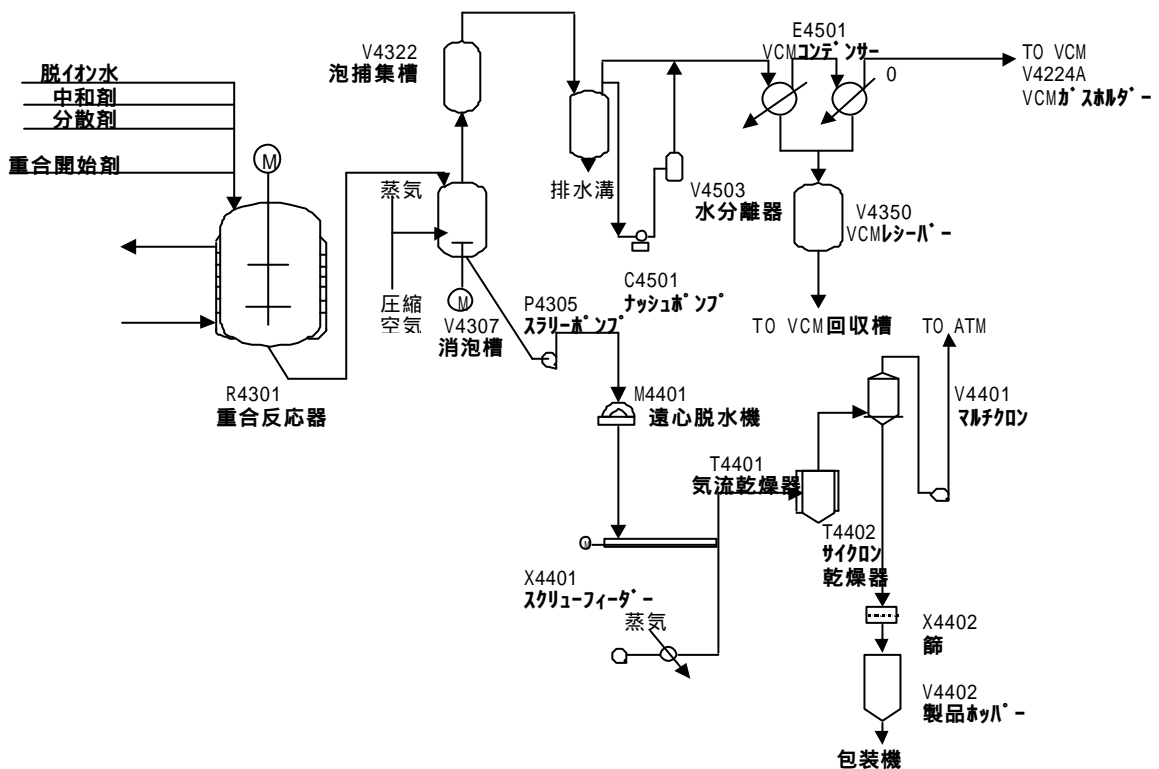 E4501
VCMコンデンサー
V4322
泡捕集槽
TO VCM
V4224A
VCMガスホルダー
0
脱イオン水
中和剤
分散剤
重合開始剤
M
蒸気
排水溝
V4503
水分離器
V4350
VCMレシーバー
圧縮
空気
M
V4307
消泡槽
P4305
スラリーポンプ
C4501
ナッシュポンプ
TO VCM回収槽
TO ATM
R4301
重合反応器
M4401
遠心脱水機
V4401
マルチクロン
T4401
気流乾燥器
M
T4402
サイクロン
乾燥器
X4401
スクリューフィーダー
蒸気
X4402
篩
V4402
製品ホッパー
包装機